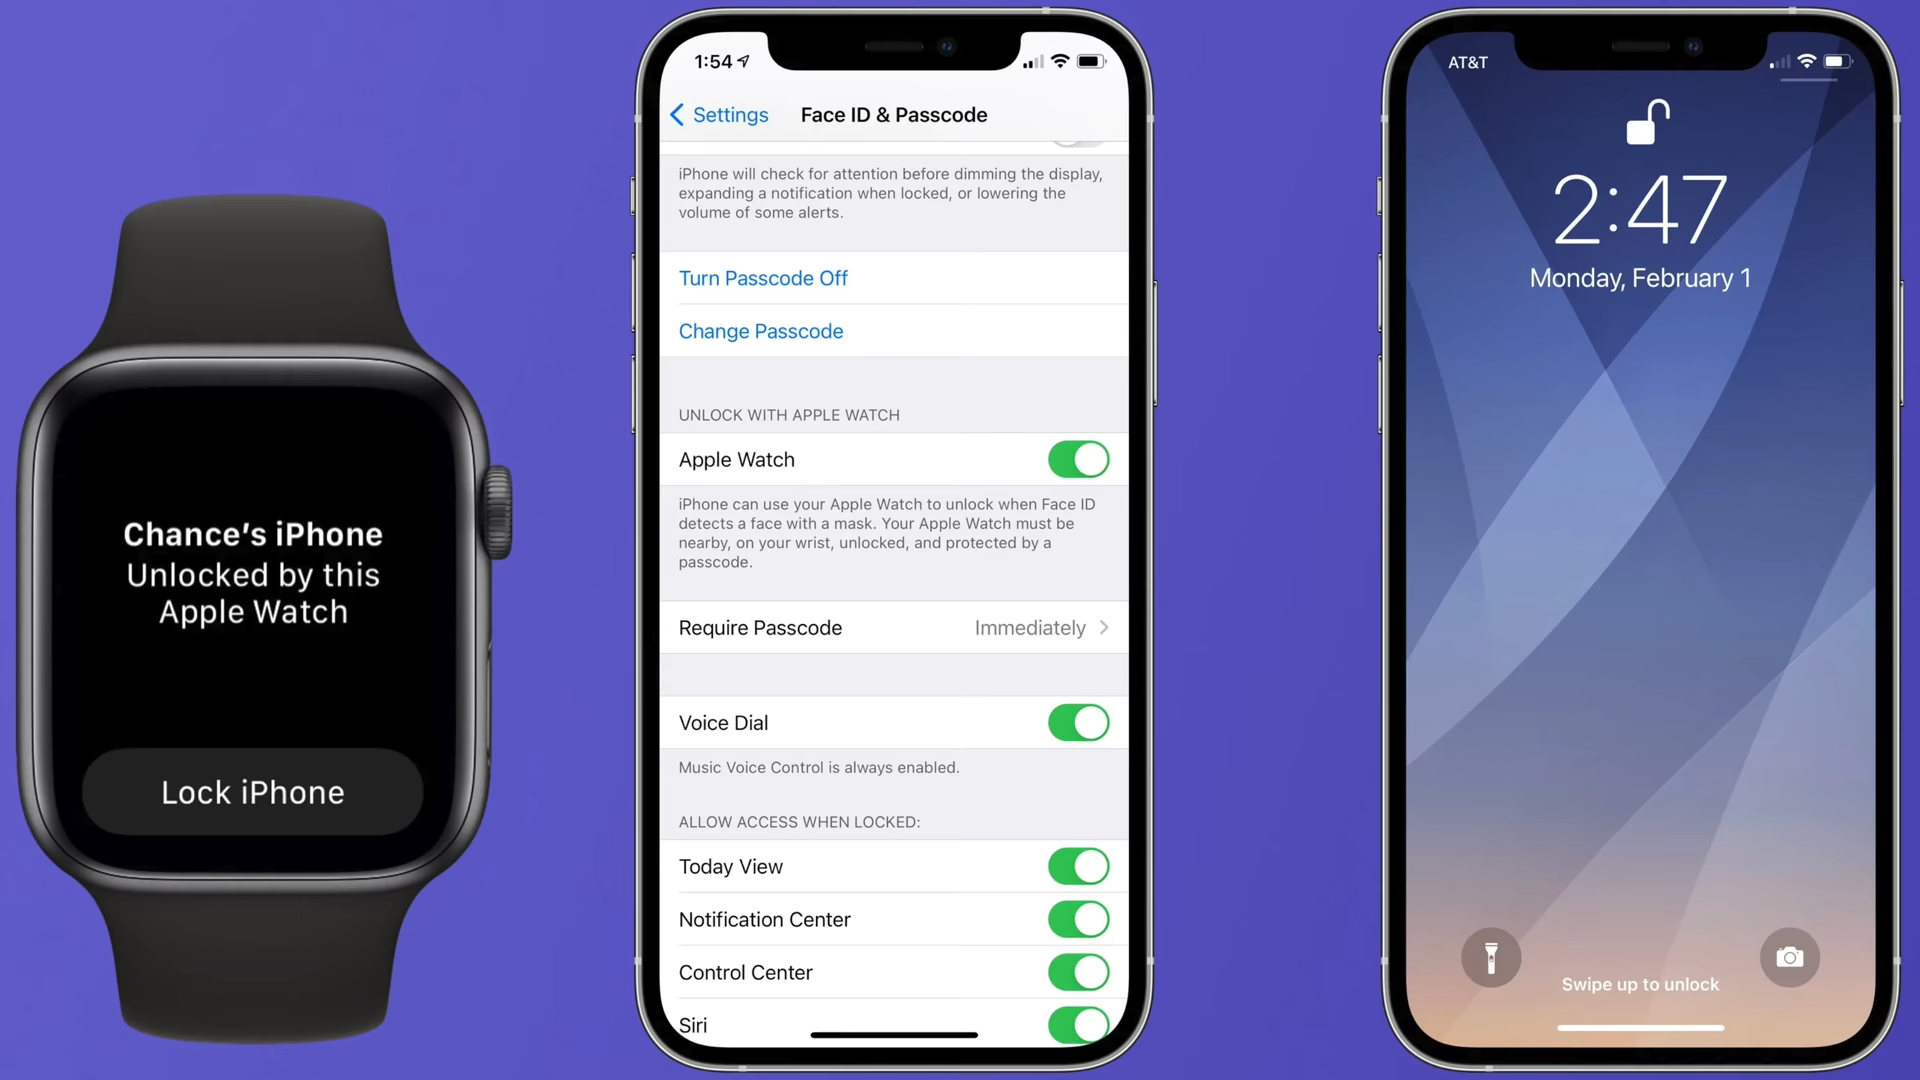 Chance's iPhone
Unlocked by this
Apple Watch
Lock iPhone
1:54
Settings
Face ID & Passcode
iPhone will check for attention before dimming the display,
expanding a notification when locked, or lowering the
volume of some alerts.
Turn Passcode Off
Change Passcode
UNLOCK WITH APPLE WATCH
Apple Watch
iPhone can use your Apple Watch to unlock when Face ID
detects a face with a mask. Your Apple Watch must be
nearby, on your wrist, unlocked, and protected by a
passcode.
Require Passcode Immediately
Voice Dial
Music Voice Control is always enabled.
ALLOW ACCESS WHEN LOCKED:
Today View
Notification Center
Control Center
Siri
AT&T
2:47
Monday, February 1
Swipe up to unlock